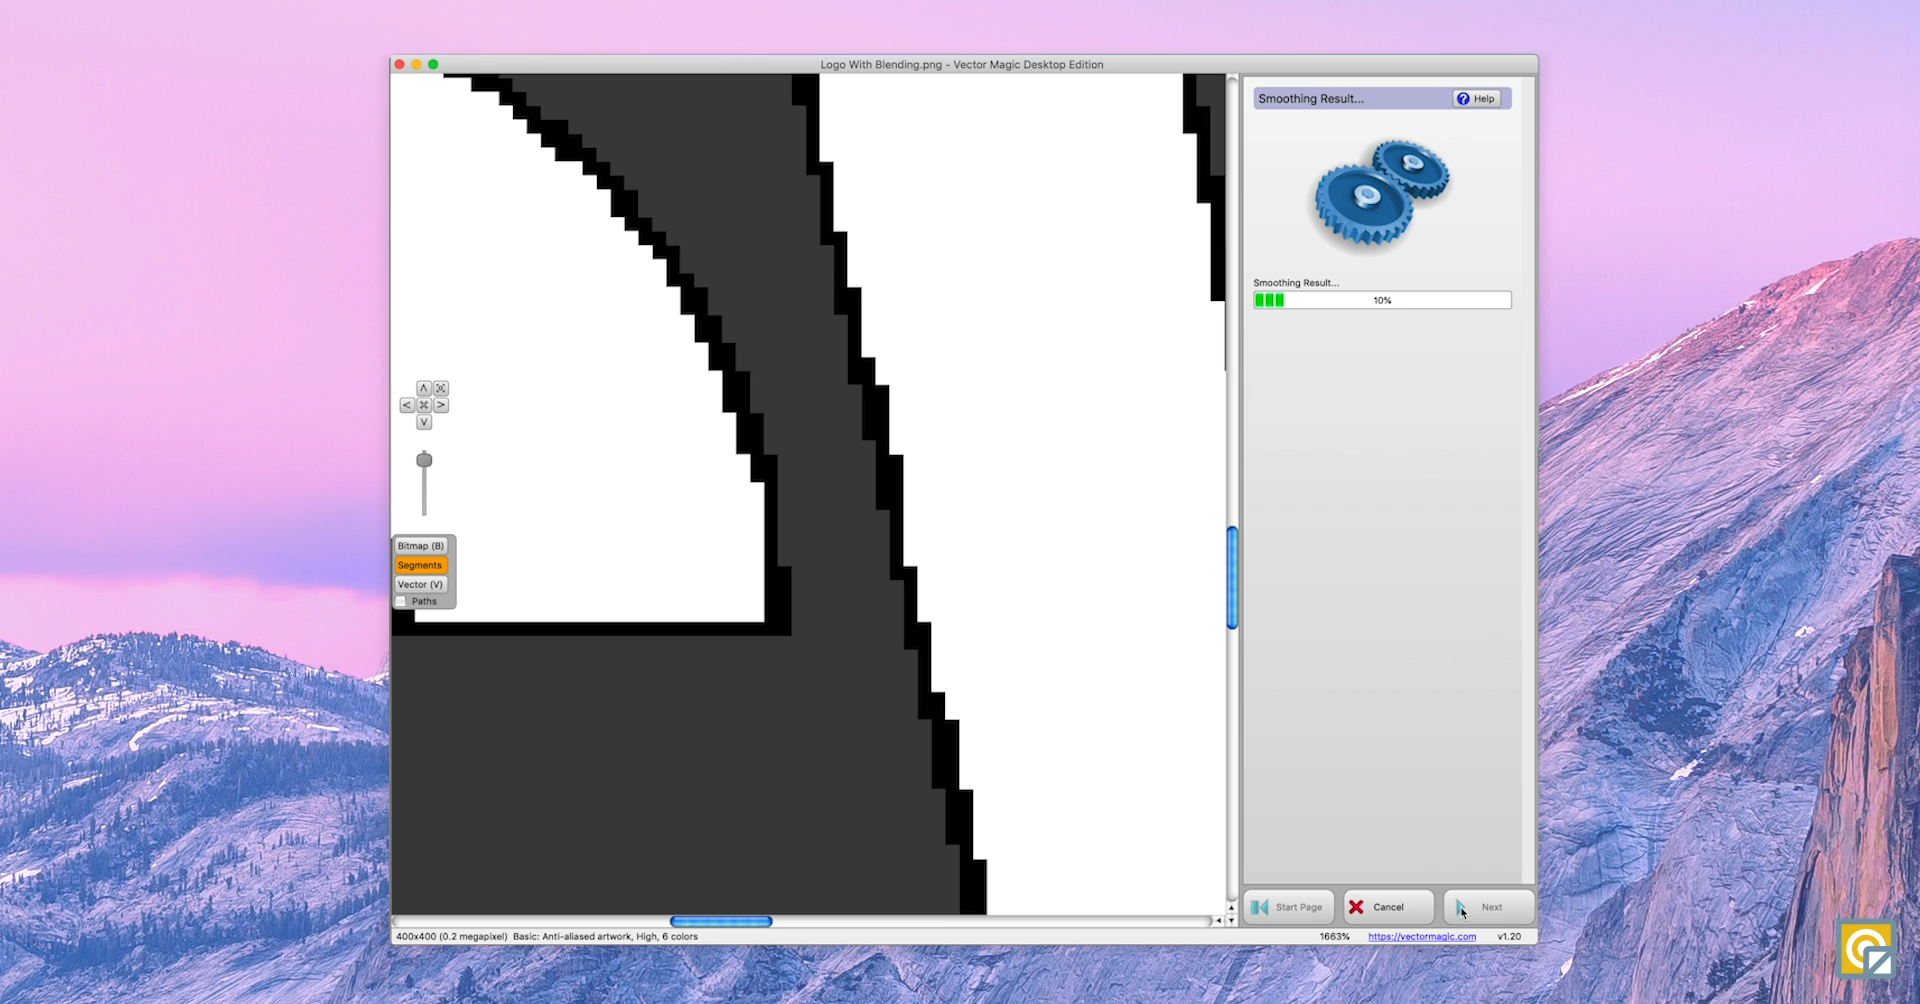 Logo With Blending.png - Vector Magic Desktop Edition
Smoothing Result...
Help
Smoothing Result...
10%
Bitmap (B)
Segments
Vector (V)
Paths
Start Page
Cancel
Next
400x400 (0.2 megapixel) Basic: Anti-aliased artwork, High, 6 colors
1663%
https://vectormagic.com
v1.20